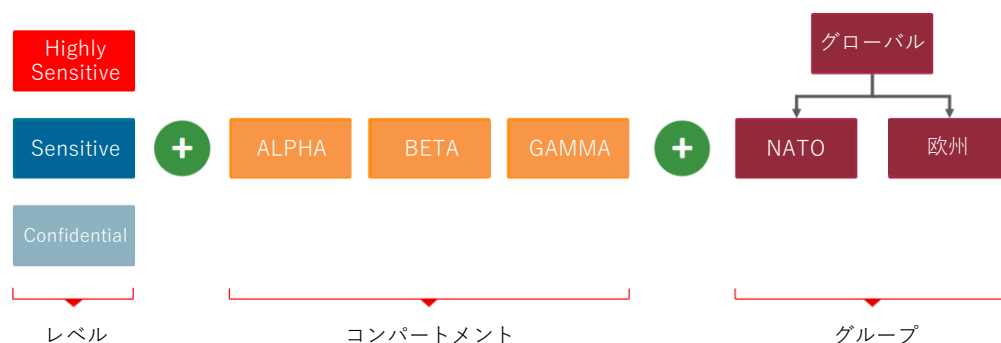 グローバル
Highly
Sensitive
Sensitive
+
ALPHA
BETA
GAMMA
+
NATO
欧州
Confidential
レベル
コンパートメント
グループ